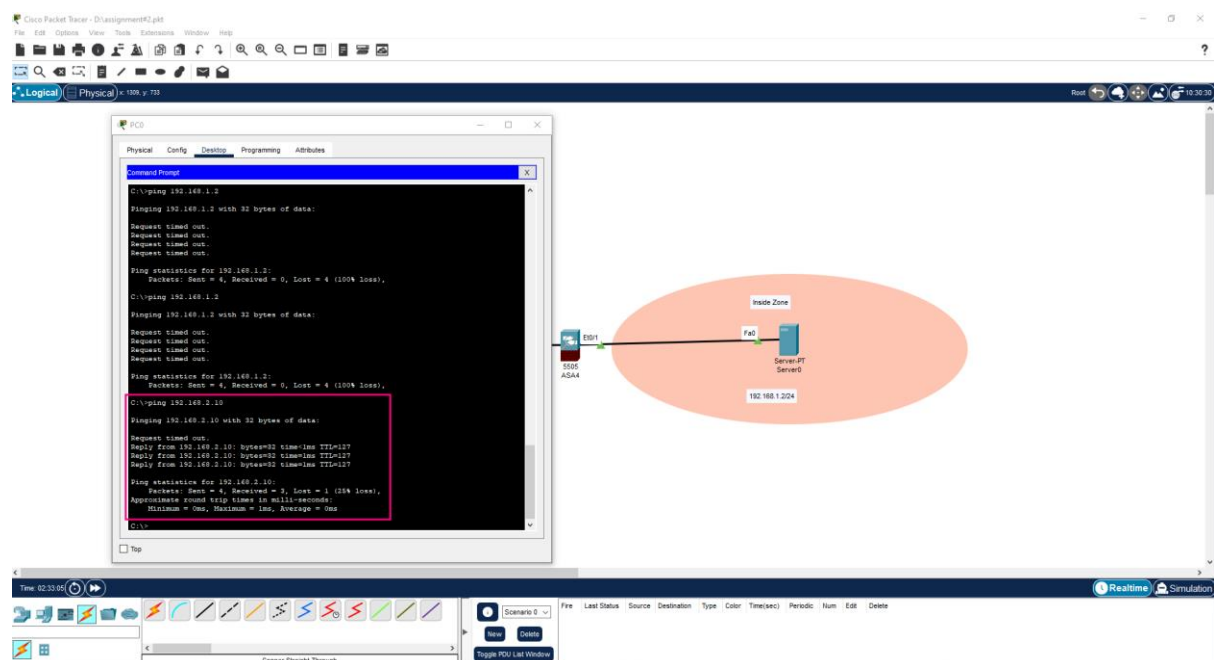 Cisco Packet Tracer - D:\assignment#2.pkt
File Edit Options View Tools Extensions Window Help
?
Logical Physical x: 1309, y: 733 Root 10:30:30
PC0
Physical Config Desktop Programming Attributes
Command Prompt X
C:\>ping 192.168.1.2
Pinging 192.168.1.2 with 32 bytes of data:
Request timed out.
Request timed out.
Request timed out.
Request timed out.
Ping statistics for 192.168.1.2:
Packets: Sent = 4, Received = 0, Lost = 4 (100% loss),
C:\>ping 192.168.1.2
Pinging 192.168.1.2 with 32 bytes of data:
Request timed out.
Request timed out.
Request timed out.
Request timed out.
Ping statistics for 192.168.1.2:
Packets: Sent = 4, Received = 0, Lost = 4 (100% loss),
C:\>ping 192.168.2.10
Pinging 192.168.2.10 with 32 bytes of data:
Request timed out.
Reply from 192.168.2.10: bytes=32 time<1ms TTL=127
Reply from 192.168.2.10: bytes=32 time=1ms TTL=127
Reply from 192.168.2.10: bytes=32 time=1ms TTL=127
Ping statistics for 192.168.2.10:
Packets: Sent = 4, Received = 3, Lost = 1 (25% loss),
Approximate round trip times in milli-seconds:
Minimum = 0ms, Maximum = 1ms, Average = 0ms
C:\>
Top
Inside Zone
Et0/1
Fa0
5505
ASA4
Server-PT
Server0
192.168.1.2/24
Time: 02:33:05 Realtime Simulation
Scenario 0
New Delete
Toggle PDU List Window
Fire Last Status Source Destination Type Color Time(sec) Periodic Num Edit Delete
Copper Straight-Through